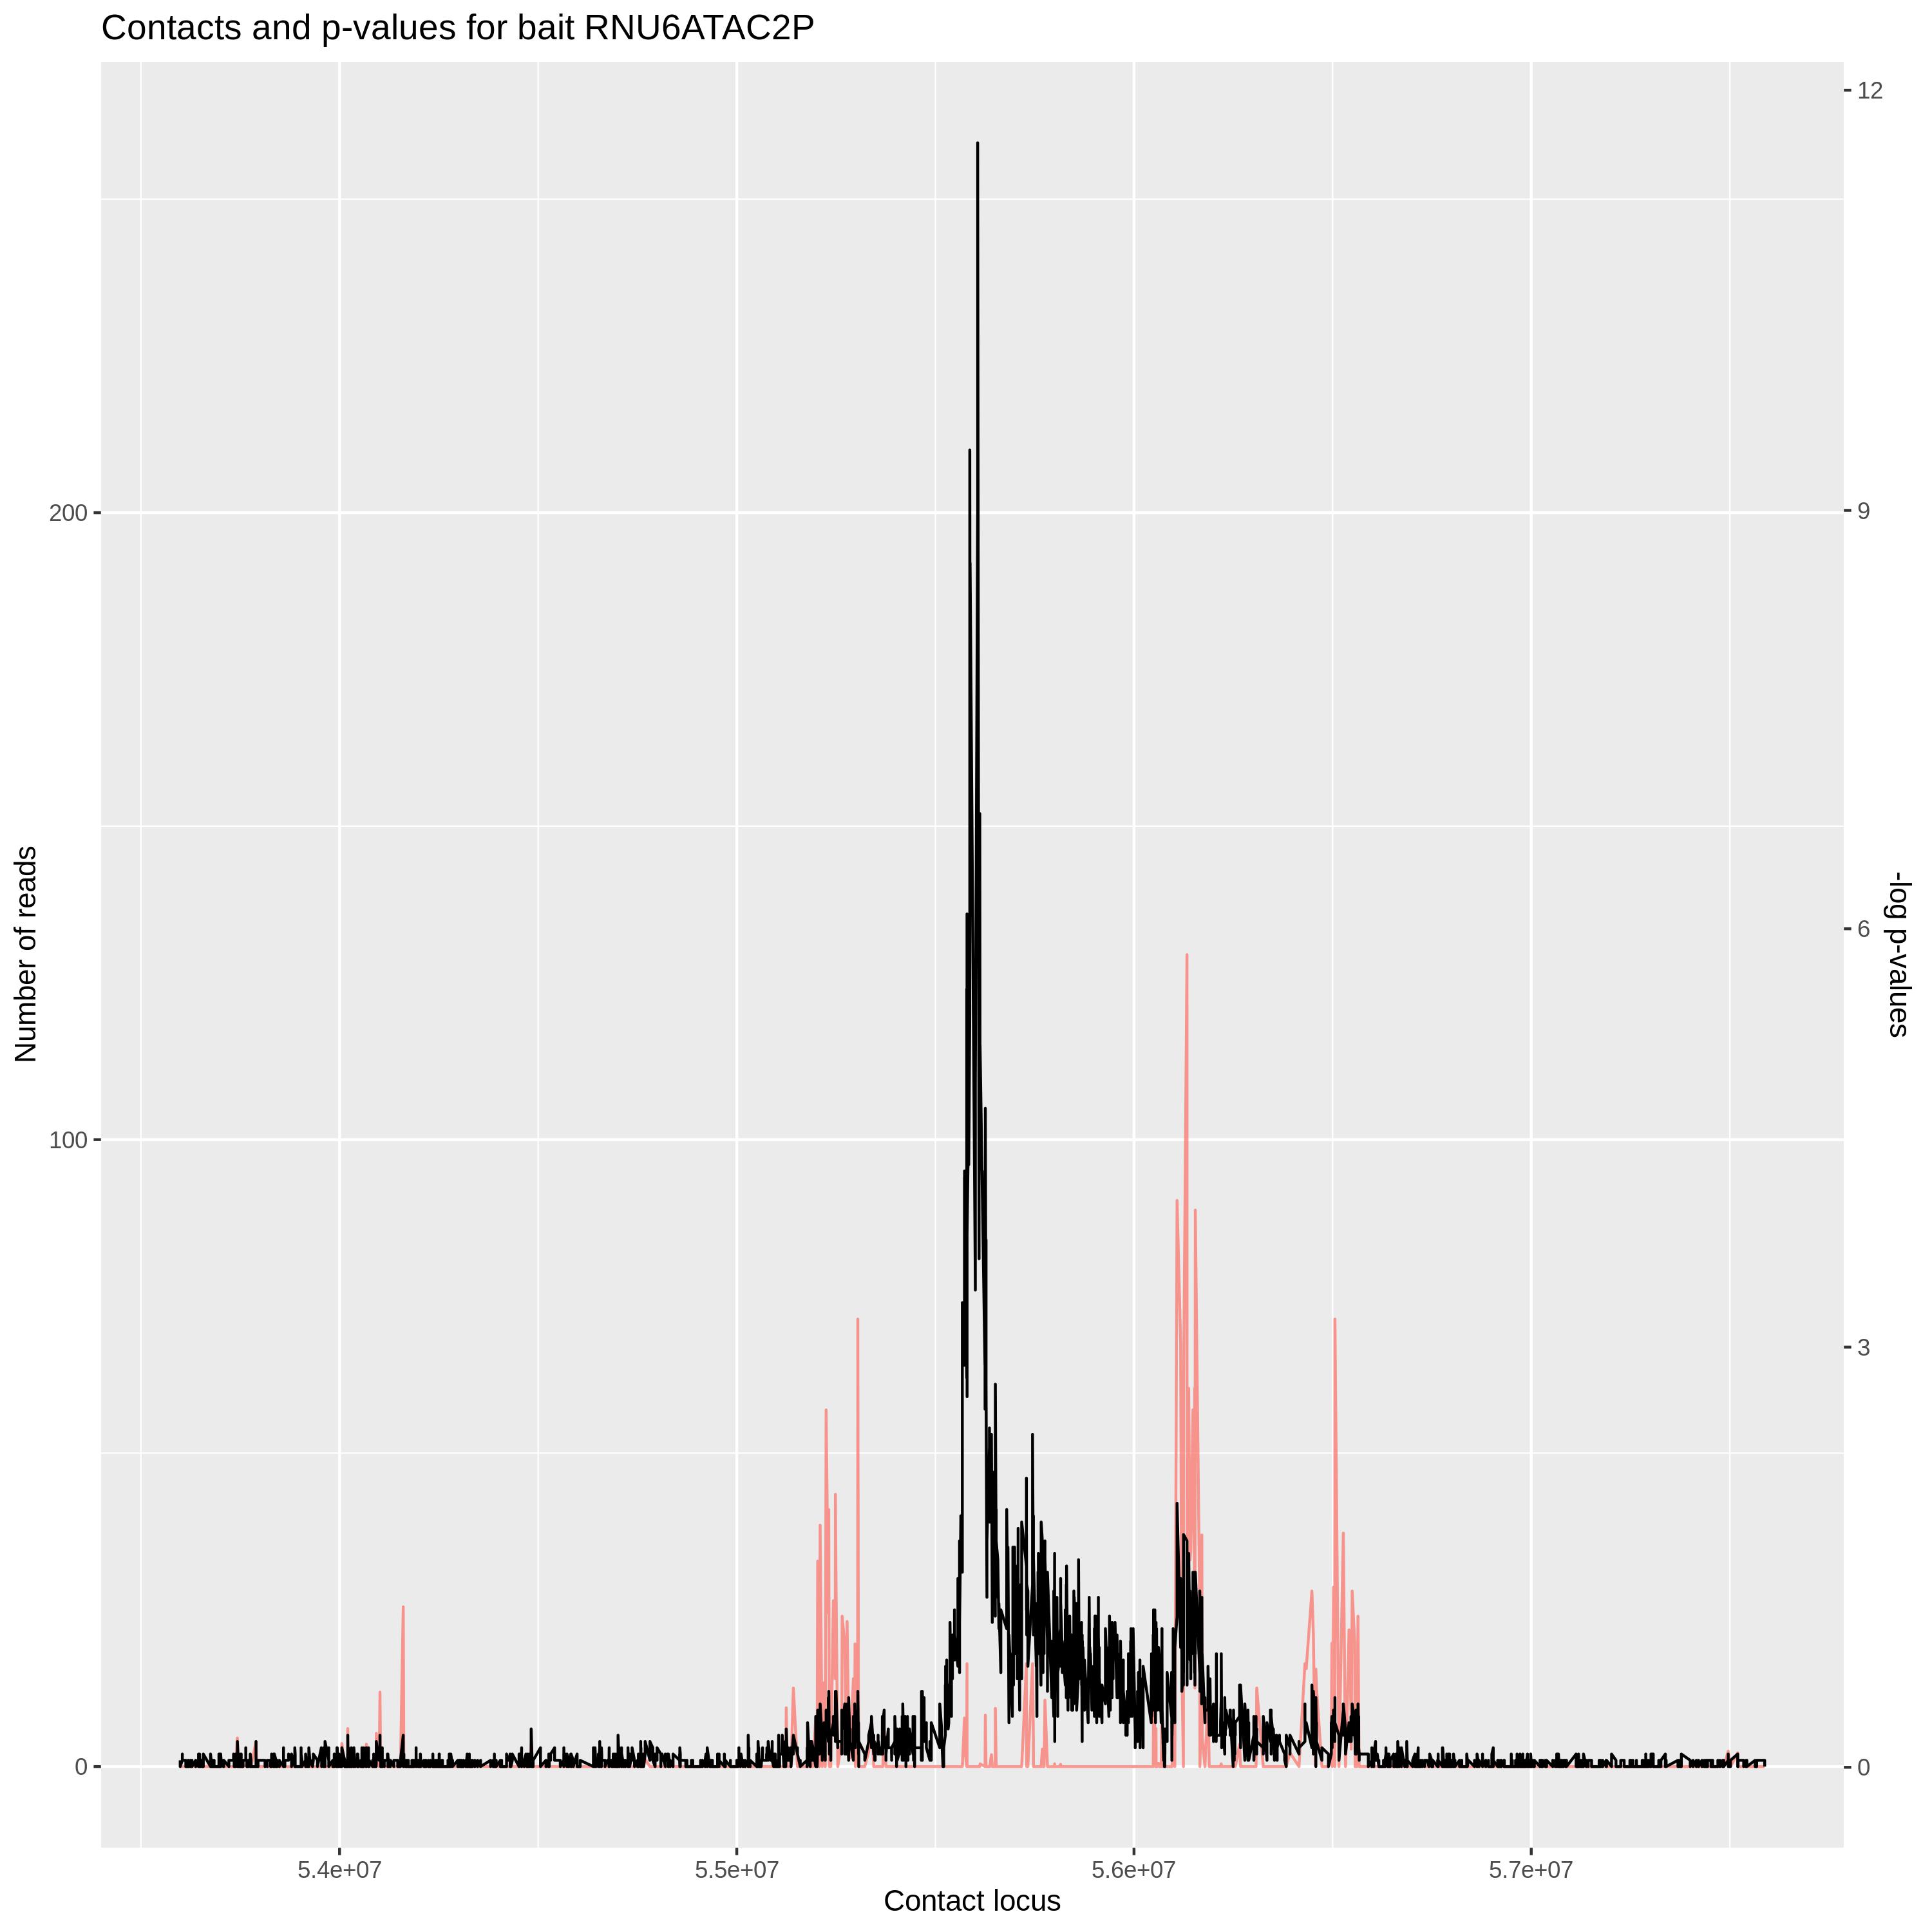 Contacts and p-values for bait RNU6ATAC2P
12
9
6
3
0
200
100
0
Number of reads
-log p-values
5.4e+07
5.5e+07
5.6e+07
5.7e+07
Contact locus